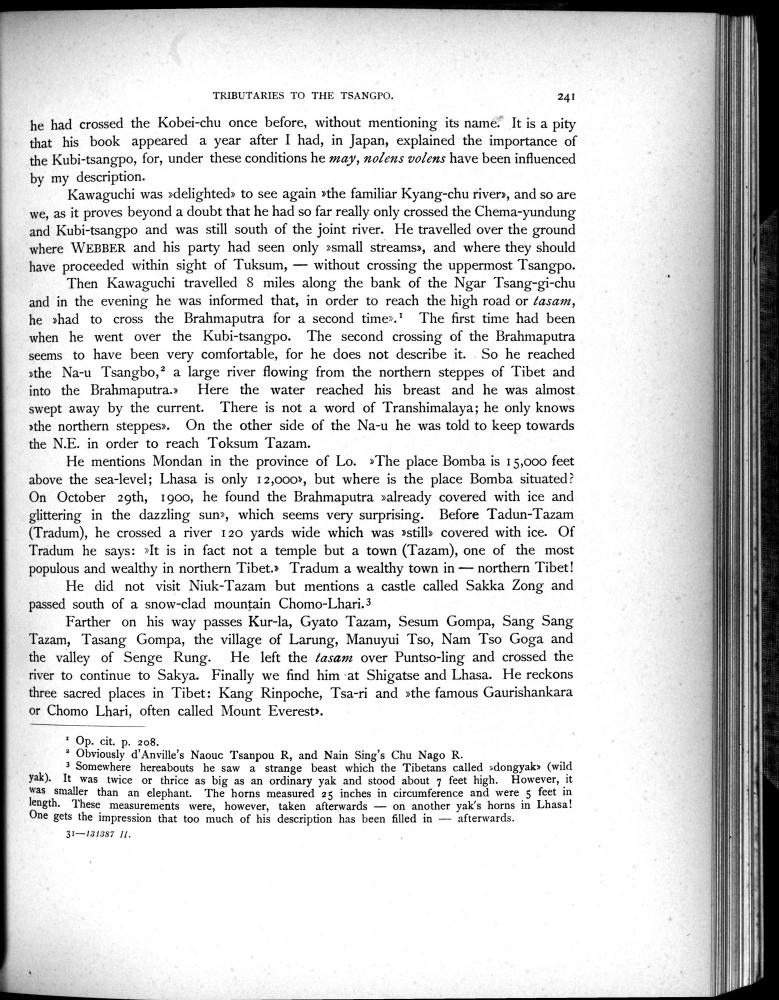 TRIBUTARIES TO THE TSANGPO. 241
he had crossed the Kobei-chu once before, without mentioning its name. It is a pity
that his book appeared a year after I had, in Japan, explained the importance of
the Kubi-tsangpo, for, under these conditions he may, nolens volens have been influenced
by my description.
Kawaguchi was »delighted» to see again »the familiar Kyang-chu river», and so are
we, as it proves beyond a doubt that he had so far really only crossed the Chema-yundung
and Kubi-tsangpo and was still south of the joint river. He travelled over the ground
where WEBBER and his party had seen only »small streams», and where they should
have proceeded within sight of Tuksum, — without crossing the uppermost Tsangpo.
Then Kawaguchi travelled 8 miles along the bank of the Ngar Tsang-gi-chu
and in the evening he was informed that, in order to reach the high road or tasam,
he »had to cross the Brahmaputra for a second time».¹ The first time had been
when he went over the Kubi-tsangpo. The second crossing of the Brahmaputra
seems to have been very comfortable, for he does not describe it. So he reached
»the Na-u Tsangbo,² a large river flowing from the northern steppes of Tibet and
into the Brahmaputra.» Here the water reached his breast and he was almost
swept away by the current. There is not a word of Transhimalaya; he only knows
»the northern steppes». On the other side of the Na-u he was told to keep towards
the N.E. in order to reach Toksum Tazam.
He mentions Mondan in the province of Lo. »The place Bomba is 15,000 feet
above the sea-level; Lhasa is only 12,000», but where is the place Bomba situated?
On October 29th, 1900, he found the Brahmaputra »already covered with ice and
glittering in the dazzling sun», which seems very surprising. Before Tadun-Tazam
(Tradum), he crossed a river 120 yards wide which was »still» covered with ice. Of
Tradum he says: »It is in fact not a temple but a town (Tazam), one of the most
populous and wealthy in northern Tibet.» Tradum a wealthy town in — northern Tibet!
He did not visit Niuk-Tazam but mentions a castle called Sakka Zong and
passed south of a snow-clad mountain Chomo-Lhari.³
Farther on his way passes Kur-la, Gyato Tazam, Sesum Gompa, Sang Sang
Tazam, Tasang Gompa, the village of Larung, Manuyui Tso, Nam Tso Goga and
the valley of Senge Rung. He left the tasam over Puntso-ling and crossed the
river to continue to Sakya. Finally we find him at Shigatse and Lhasa. He reckons
three sacred places in Tibet: Kang Rinpoche, Tsa-ri and »the famous Gaurishankara
or Chomo Lhari, often called Mount Everest».
¹ Op. cit. p. 208.
² Obviously d'Anville's Naouc Tsanpou R, and Nain Sing's Chu Nago R.
³ Somewhere hereabouts he saw a strange beast which the Tibetans called »dongyak» (wild
yak). It was twice or thrice as big as an ordinary yak and stood about 7 feet high. However, it
was smaller than an elephant. The horns measured 25 inches in circumference and were 5 feet in
length. These measurements were, however, taken afterwards — on another yak's horns in Lhasa!
One gets the impression that too much of his description has been filled in — afterwards.
31—131387 II.